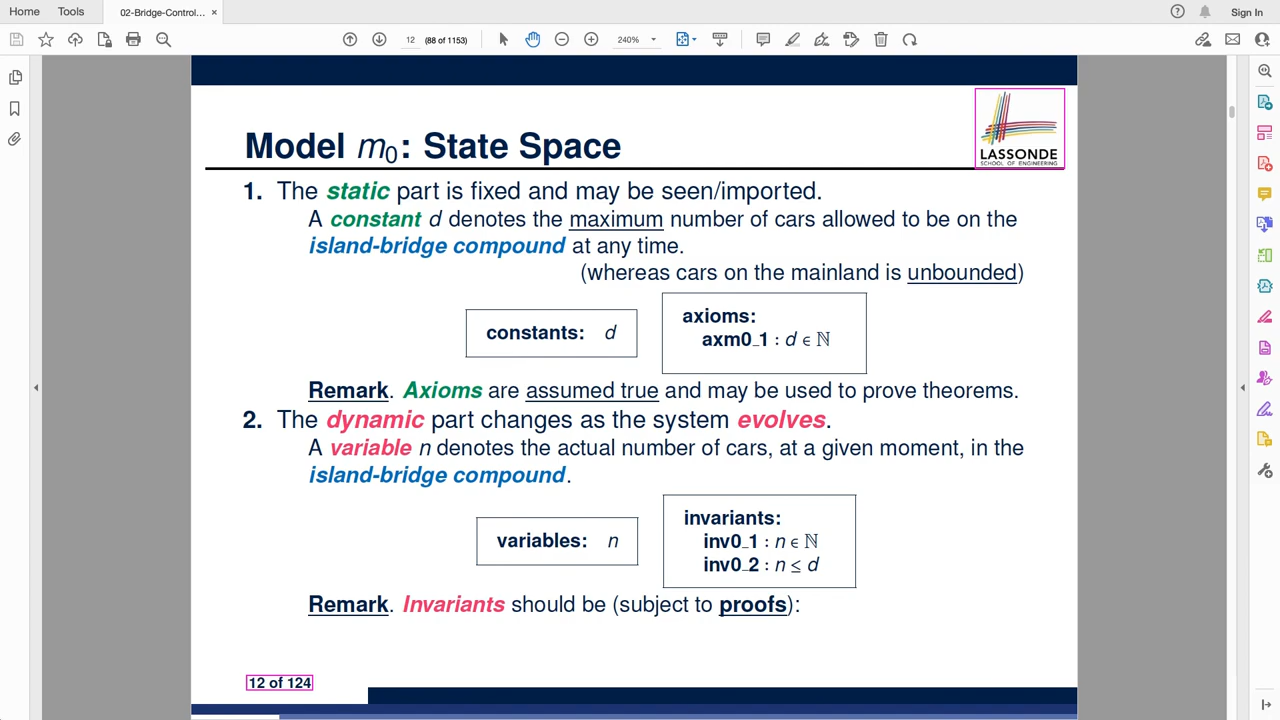 Home Tools 02-Bridge-Control... × Sign In
12 (88 of 1153) 240%
LASSONDE
SCHOOL OF ENGINEERING
Model m0: State Space
1. The static part is fixed and may be seen/imported.
A constant d denotes the maximum number of cars allowed to be on the
island-bridge compound at any time.
(whereas cars on the mainland is unbounded)
constants: d
axioms:
axm0_1 : d ∈ ℕ
Remark. Axioms are assumed true and may be used to prove theorems.
2. The dynamic part changes as the system evolves.
A variable n denotes the actual number of cars, at a given moment, in the
island-bridge compound.
variables: n
invariants:
inv0_1 : n ∈ ℕ
inv0_2 : n ≤ d
Remark. Invariants should be (subject to proofs):
12 of 124